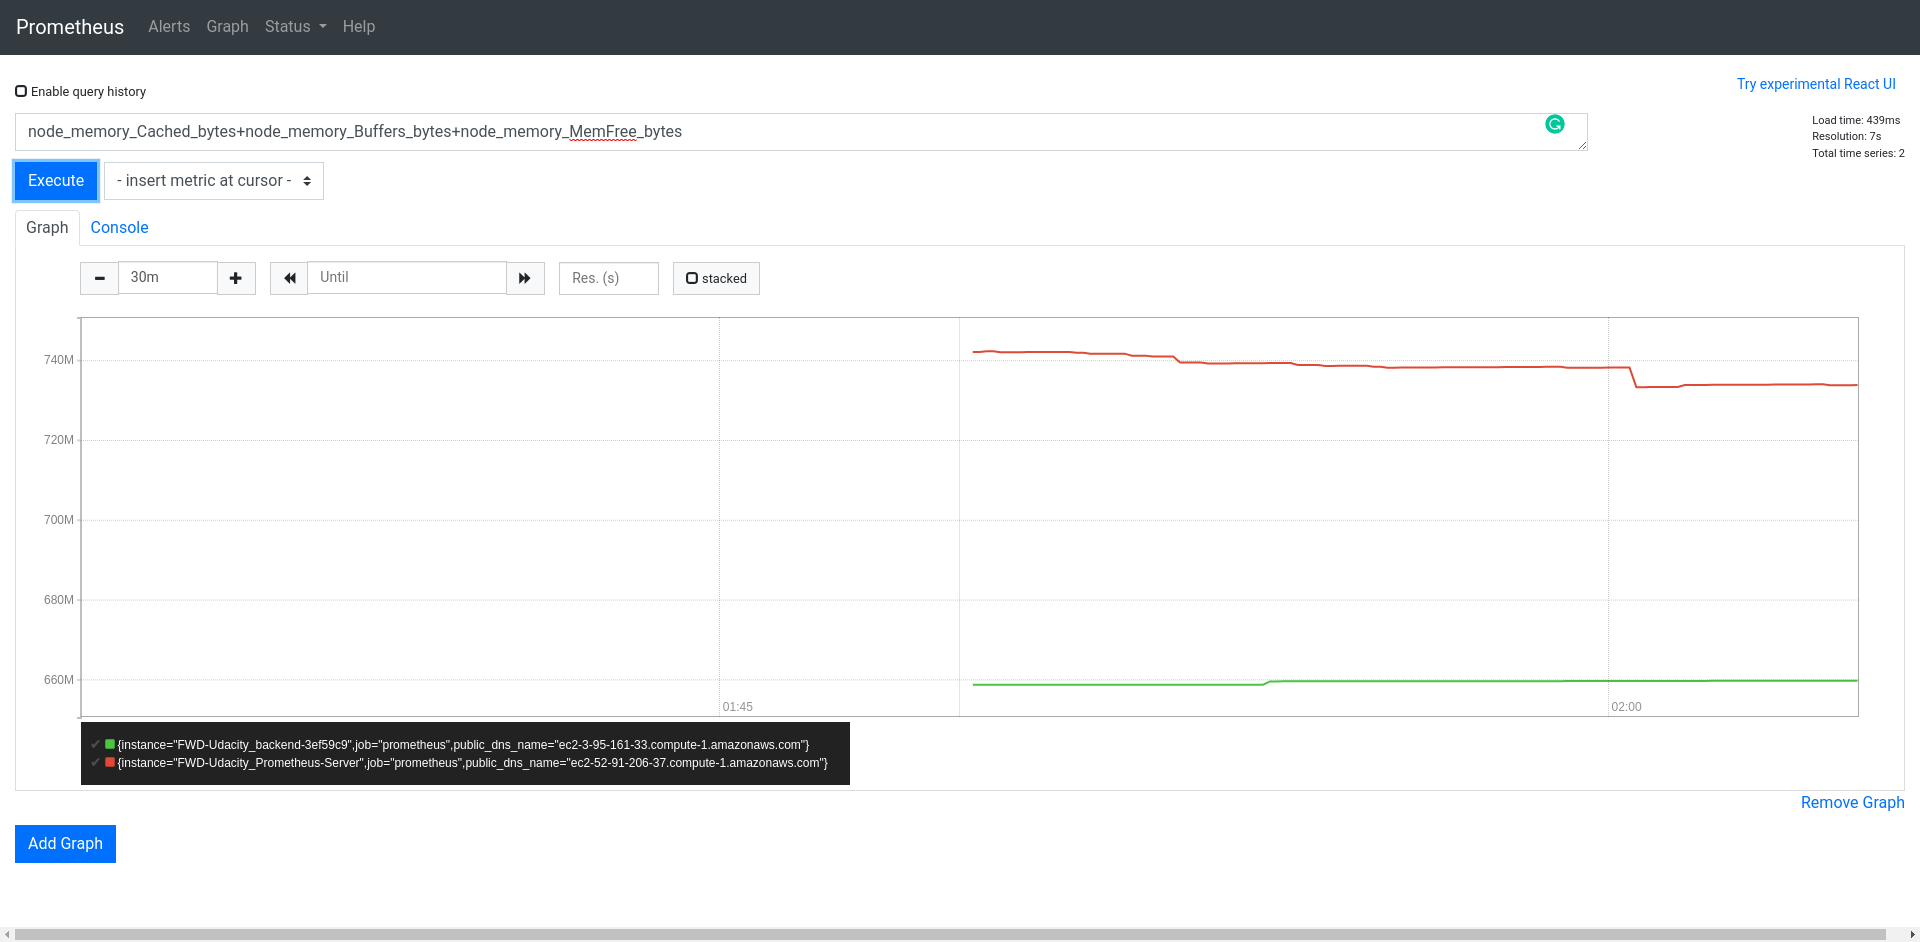 Prometheus Alerts Graph Status Help
Enable query history
Try experimental React UI
node_memory_Cached_bytes+node_memory_Buffers_bytes+node_memory_MemFree_bytes
Load time: 439ms
Resolution: 7s
Total time series: 2
Execute - insert metric at cursor -
Graph Console
30m Until Res. (s) stacked
740M
720M
700M
680M
660M
01:45 02:00
{instance="FWD-Udacity_backend-3ef59c9",job="prometheus",public_dns_name="ec2-3-95-161-33.compute-1.amazonaws.com"}
{instance="FWD-Udacity_Prometheus-Server",job="prometheus",public_dns_name="ec2-52-91-206-37.compute-1.amazonaws.com"}
Remove Graph
Add Graph